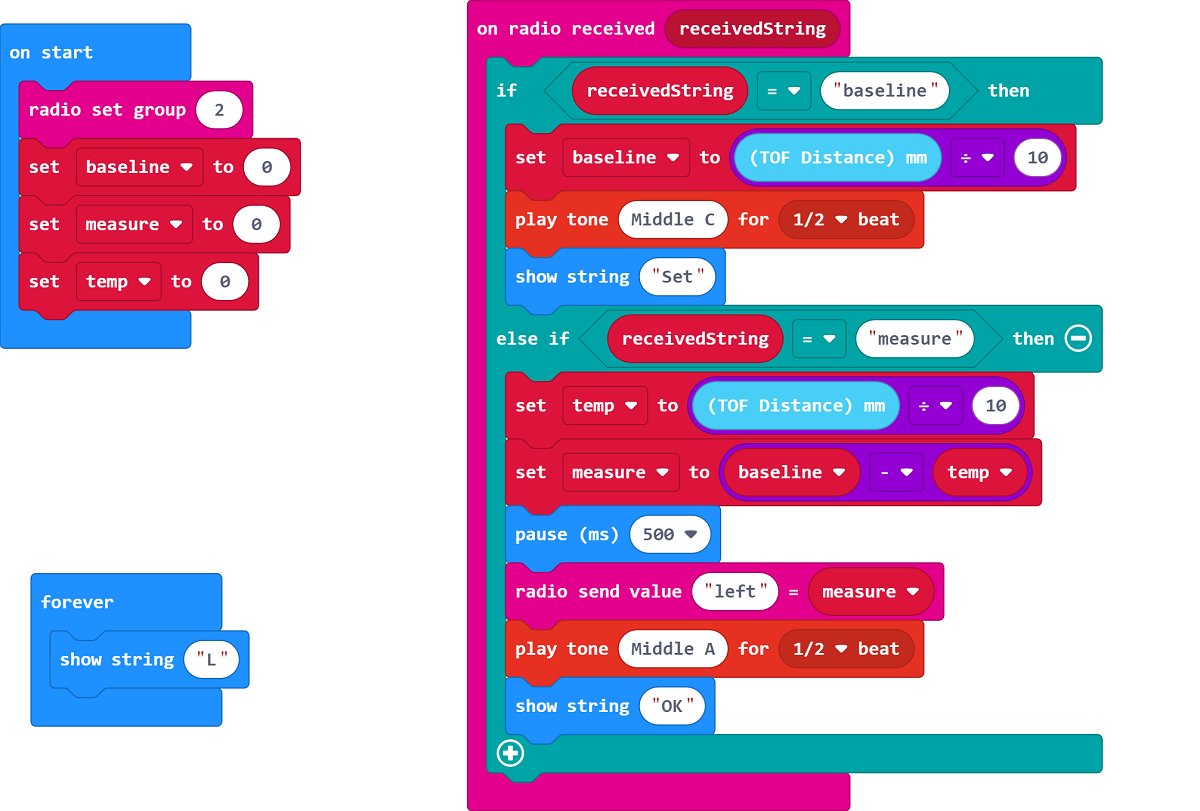 on start
radio set group 2
set baseline to 0
set measure to 0
set temp to 0
forever
show string "L"
on radio received receivedString
if receivedString = "baseline" then
set baseline to (TOF Distance) mm ÷ 10
play tone Middle C for 1/2 beat
show string "Set"
else if receivedString = "measure" then
set temp to (TOF Distance) mm ÷ 10
set measure to baseline - temp
pause (ms) 500
radio send value "left" = measure
play tone Middle A for 1/2 beat
show string "OK"